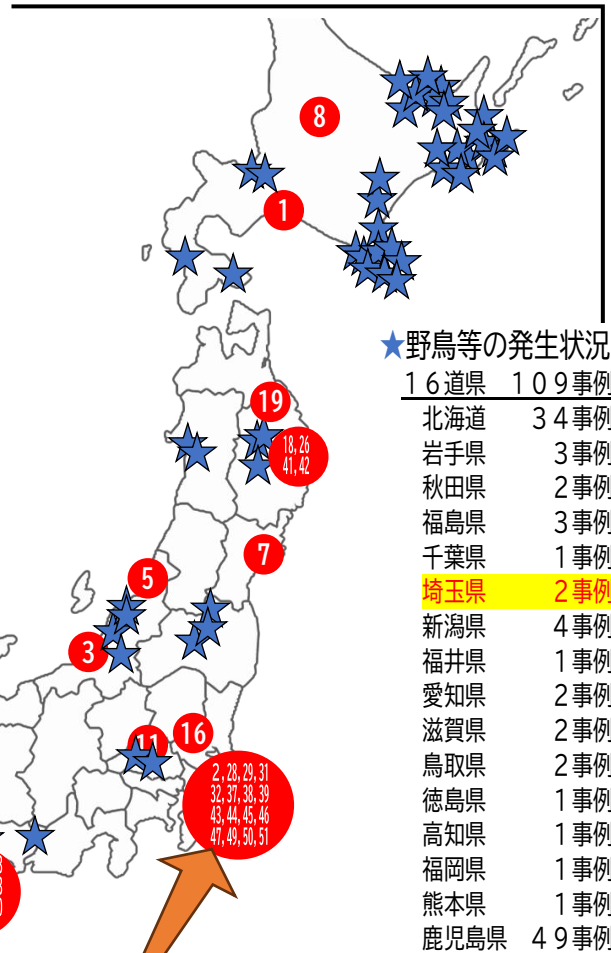 8
1
★野鳥等の発生状況
16道県 109事例
北海道 34事例
岩手県 3事例
秋田県 2事例
福島県 3事例
千葉県 1事例
埼玉県 2事例
新潟県 4事例
福井県 1事例
愛知県 2事例
滋賀県 2事例
鳥取県 2事例
徳島県 1事例
高知県 1事例
福岡県 1事例
熊本県 1事例
鹿児島県 49事例
19
18, 26
41, 42
7
5
3
11
16
2, 28, 29, 31
32, 37, 38, 39
43, 44, 45, 46
47, 49, 50, 51